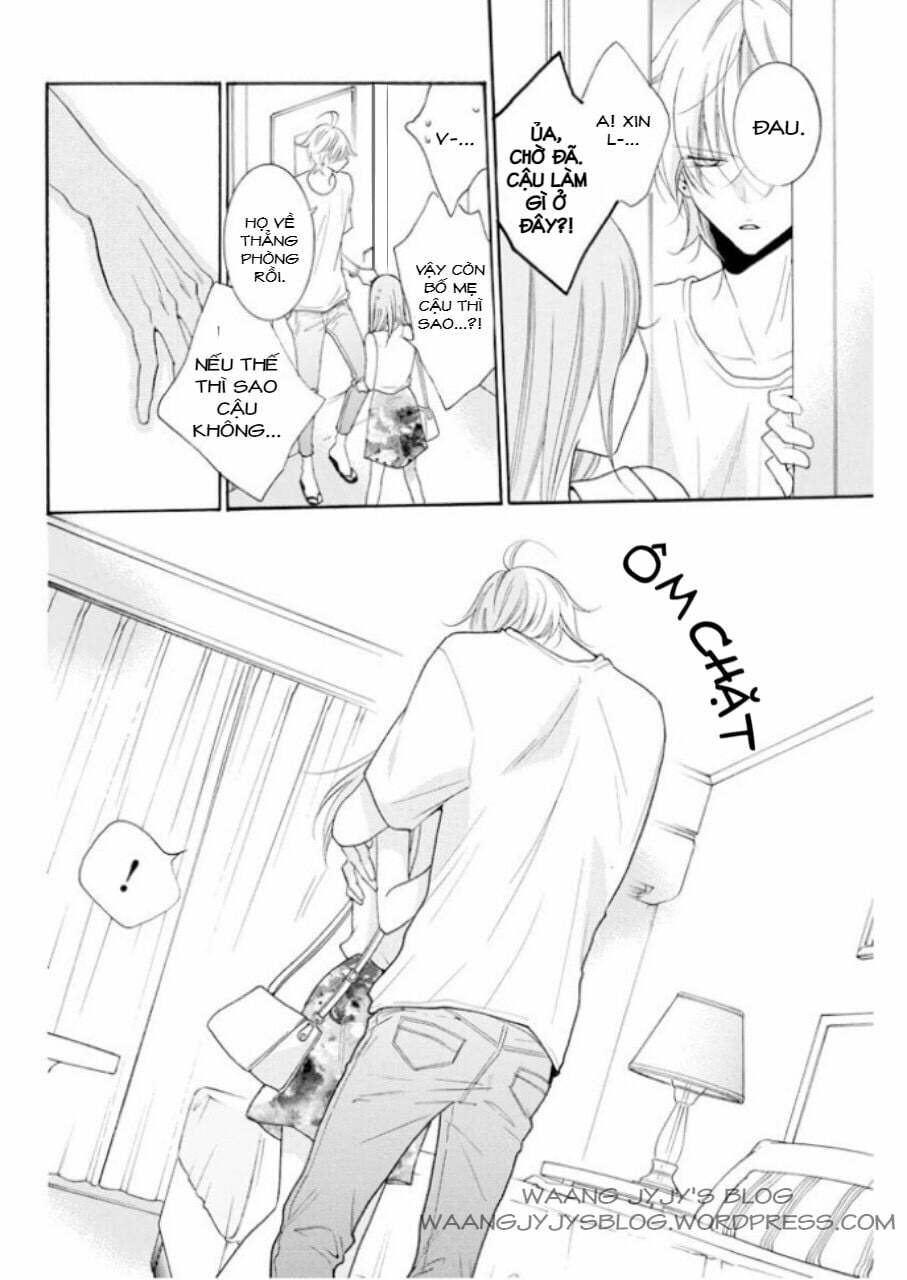 ĐAU.
A! XIN
L-...
ỦA,
CHỜ ĐÃ.
CẬU LÀM
GÌ Ở
ĐÂY?!
V-...
VẬY CÒN
BỐ MẸ
CẬU THÌ
SAO...?!
HỌ VỀ
THẲNG
PHÒNG
RỒI.
NẾU THẾ
THÌ SAO
CẬU
KHÔNG...
ÔM CHẶT
!
WAANG JYJY'S BLOG
WAANGJYJYSBLOG.WORDPRESS.COM